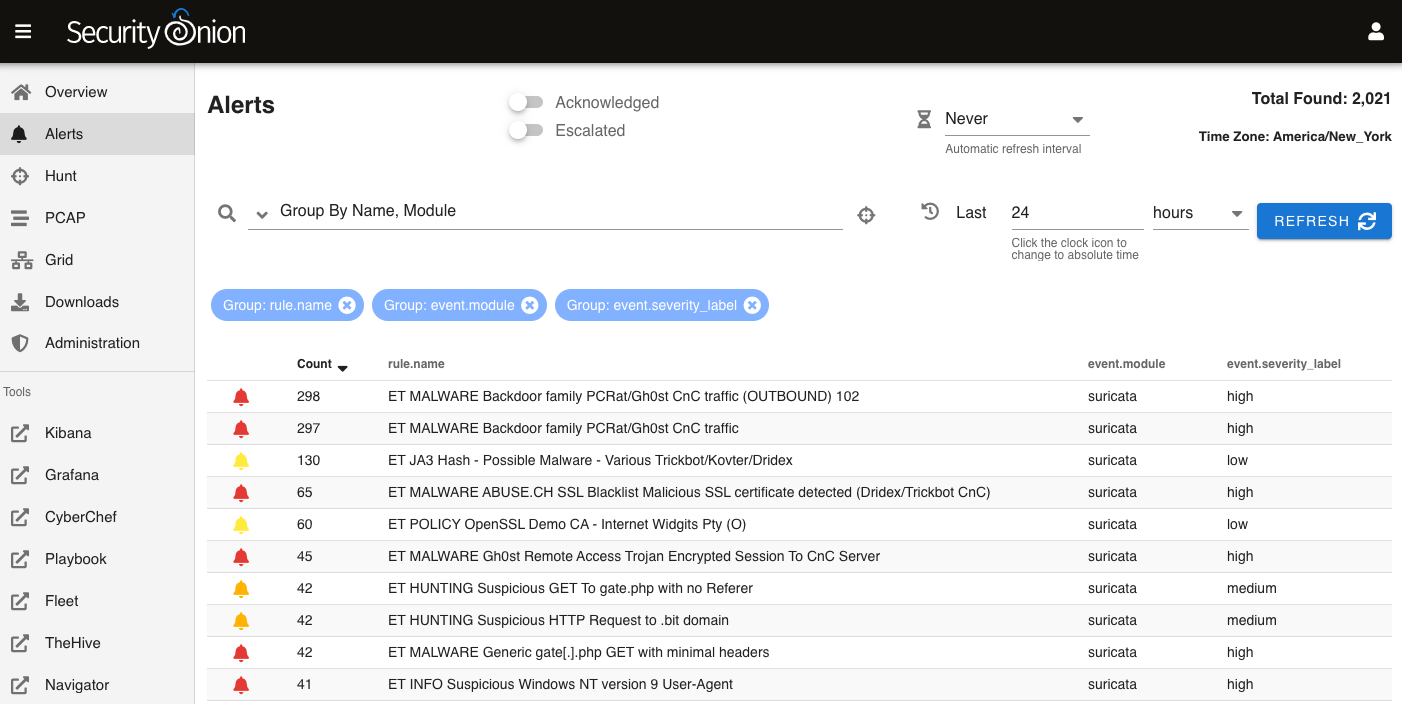 Security Onion
Overview
Alerts
Hunt
PCAP
Grid
Downloads
Administration
Tools
Kibana
Grafana
CyberChef
Playbook
Fleet
TheHive
Navigator
Alerts
Acknowledged
Escalated
Never
Automatic refresh interval
Total Found: 2,021
Time Zone: America/New_York
Group By Name, Module
Last 24 hours
Click the clock icon to
change to absolute time
REFRESH
Group: rule.name Group: event.module Group: event.severity_label
Count rule.name event.module event.severity_label
298 ET MALWARE Backdoor family PCRat/Gh0st CnC traffic (OUTBOUND) 102 suricata high
297 ET MALWARE Backdoor family PCRat/Gh0st CnC traffic suricata high
130 ET JA3 Hash - Possible Malware - Various Trickbot/Kovter/Dridex suricata low
65 ET MALWARE ABUSE.CH SSL Blacklist Malicious SSL certificate detected (Dridex/Trickbot CnC) suricata high
60 ET POLICY OpenSSL Demo CA - Internet Widgits Pty (O) suricata low
45 ET MALWARE Gh0st Remote Access Trojan Encrypted Session To CnC Server suricata high
42 ET HUNTING Suspicious GET To gate.php with no Referer suricata medium
42 ET HUNTING Suspicious HTTP Request to .bit domain suricata medium
42 ET MALWARE Generic gate[.].php GET with minimal headers suricata high
41 ET INFO Suspicious Windows NT version 9 User-Agent suricata high